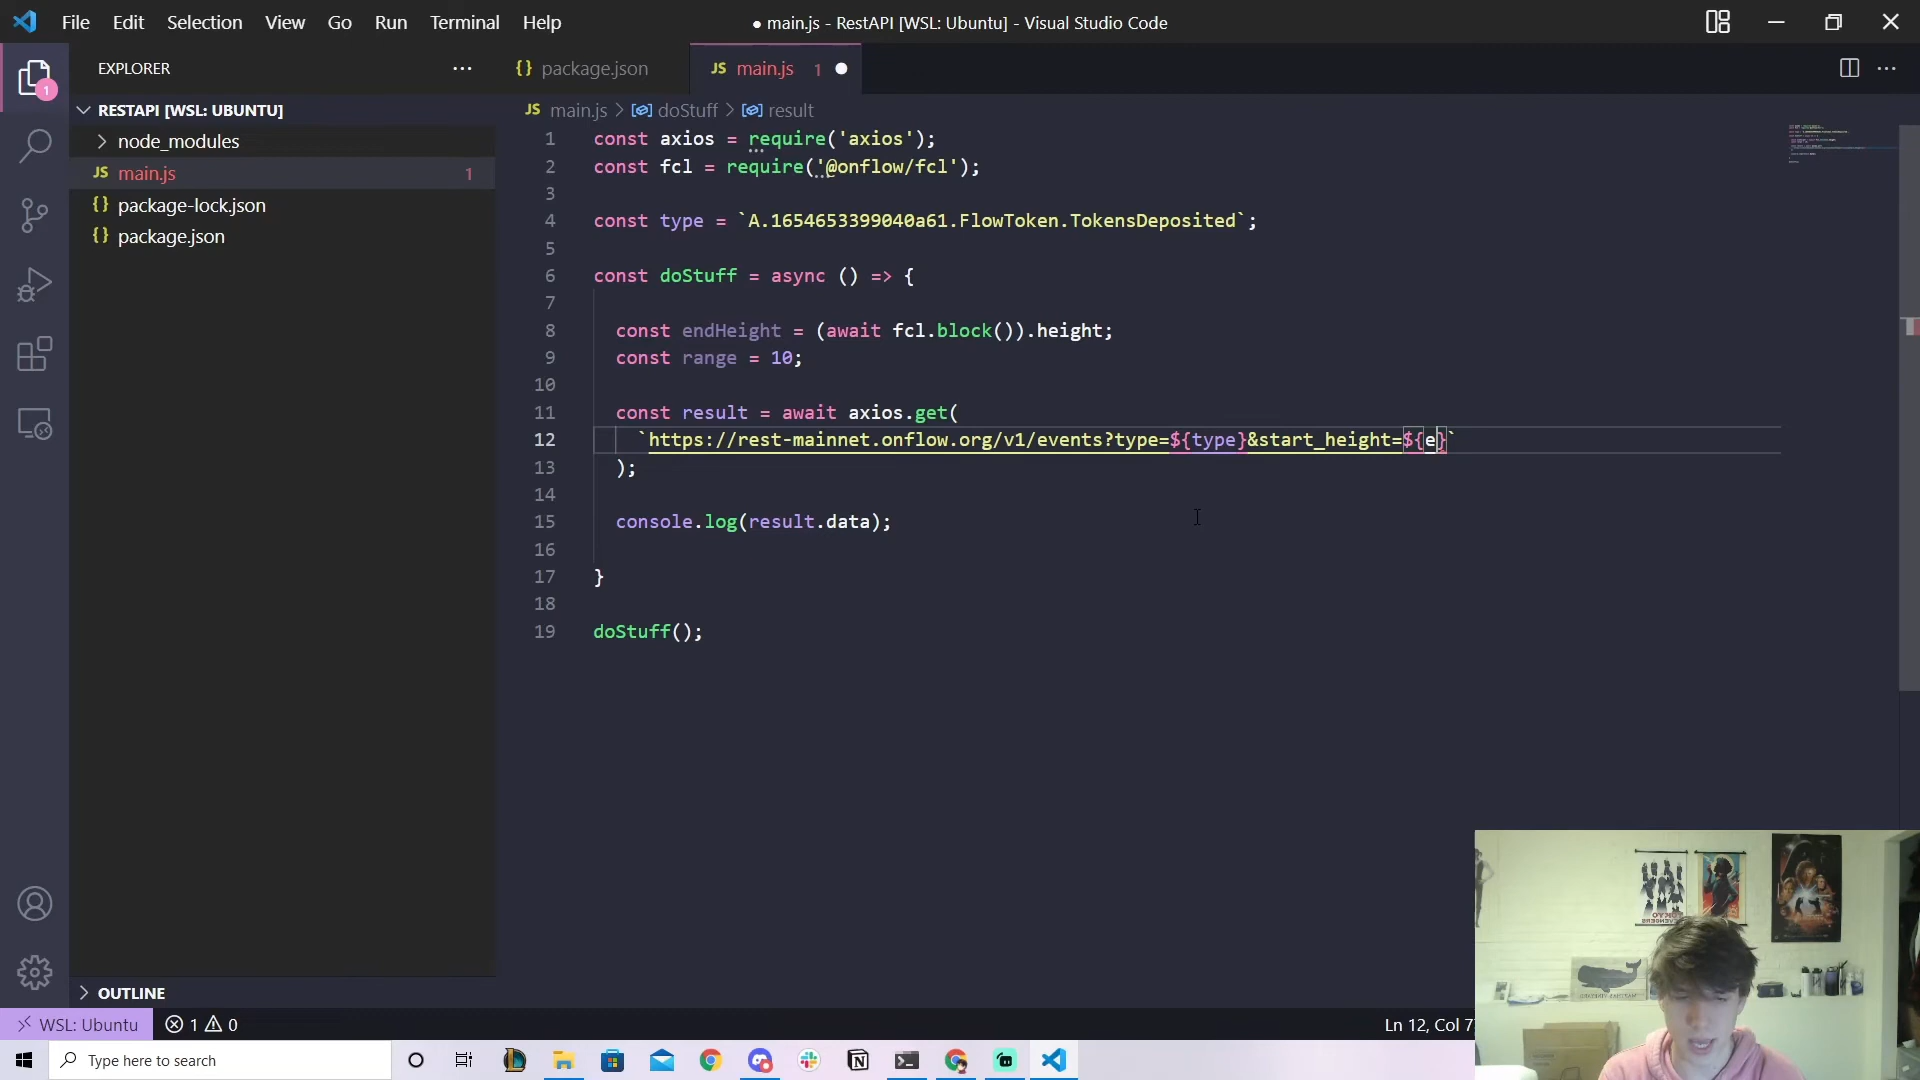 File Edit Selection View Go Run Terminal Help
● main.js - RestAPI [WSL: Ubuntu] - Visual Studio Code
EXPLORER
{} package.json
JS main.js 1
1
RESTAPI [WSL: UBUNTU]
node_modules
JS main.js 1
{} package-lock.json
{} package.json
JS main.js > doStuff > result
1 const axios = require('axios');
2 const fcl = require('@onflow/fcl');
3
4 const type = `A.1654653399040a61.FlowToken.TokensDeposited`;
5
6 const doStuff = async () => {
7
8 const endHeight = (await fcl.block()).height;
9 const range = 10;
10
11 const result = await axios.get(
12 `https://rest-mainnet.onflow.org/v1/events?type=${type}&start_height=${e}`
13 );
14
15 console.log(result.data);
16
17 }
18
19 doStuff();
OUTLINE
WSL: Ubuntu
1 0
Ln 12, Col 7
Type here to search